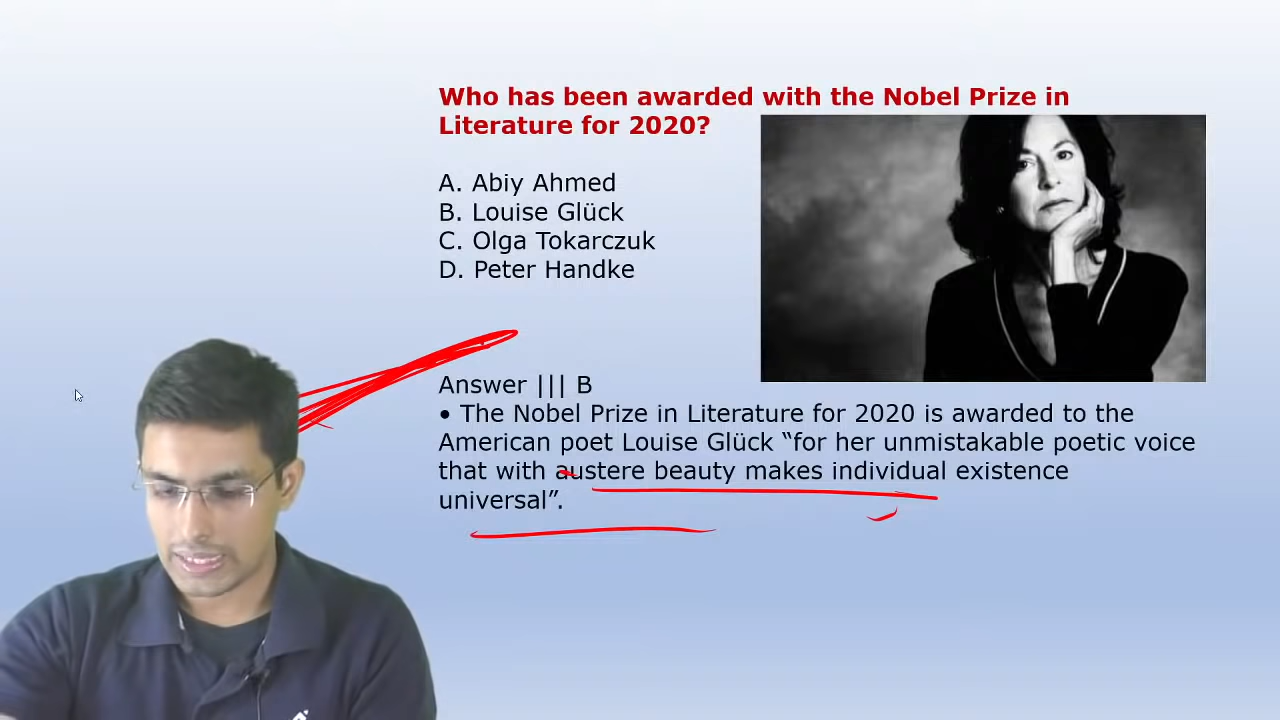 Who has been awarded with the Nobel Prize in
Literature for 2020?
A. Abiy Ahmed
B. Louise Glück
C. Olga Tokarczuk
D. Peter Handke
Answer ||| B
• The Nobel Prize in Literature for 2020 is awarded to the
American poet Louise Glück “for her unmistakable poetic voice
that with austere beauty makes individual existence
universal”.